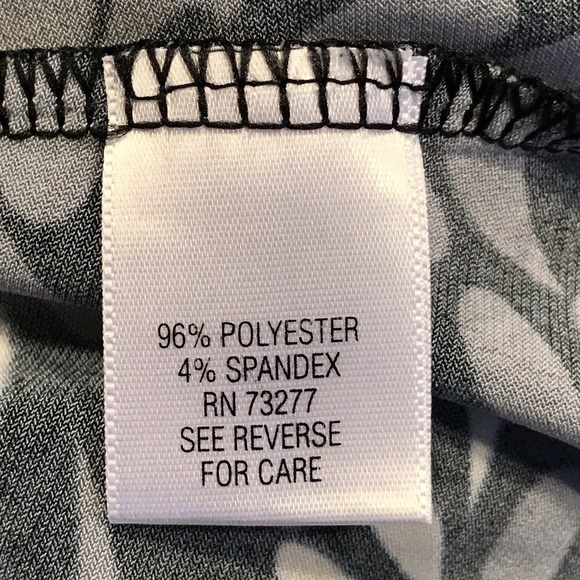 96% POLYESTER
4% SPANDEX
RN 73277
SEE REVERSE
FOR CARE